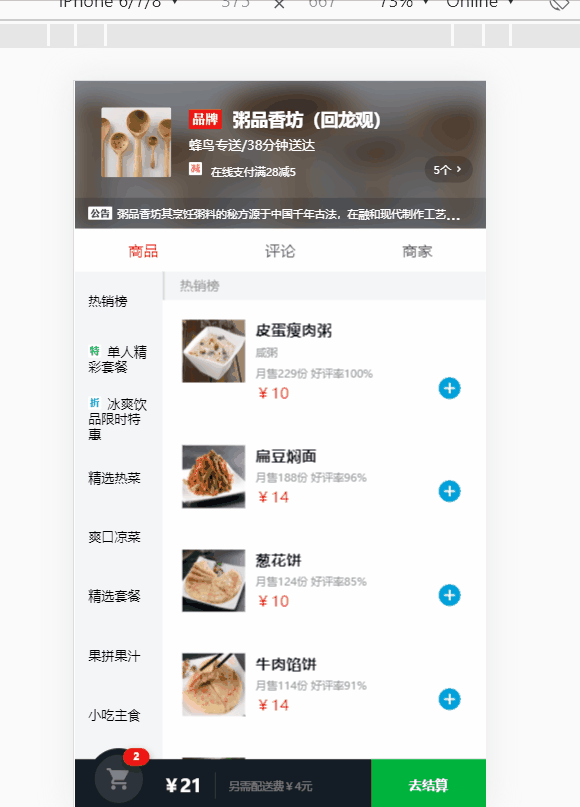 iPhone 6/7/8 ▼ 375 × 667 73% ▼ Online ▼
品牌 粥品香坊（回龙观）
蜂鸟专送/38分钟送达
减 在线支付满28减5
5个 >
公告 粥品香坊其烹饪粥料的秘方源于中国千年古法，在融和现代制作工艺...
商品 评论 商家
热销榜
特 单人精
彩套餐
折 冰爽饮
品限时特
惠
精选热菜
爽口凉菜
精选套餐
果拼果汁
小吃主食
热销榜
皮蛋瘦肉粥
咸粥
月售229份 好评率100%
￥10
扁豆焖面
月售188份 好评率96%
￥14
葱花饼
月售124份 好评率85%
￥10
牛肉馅饼
月售114份 好评率91%
￥14
2
￥21 另需配送费￥4元 去结算